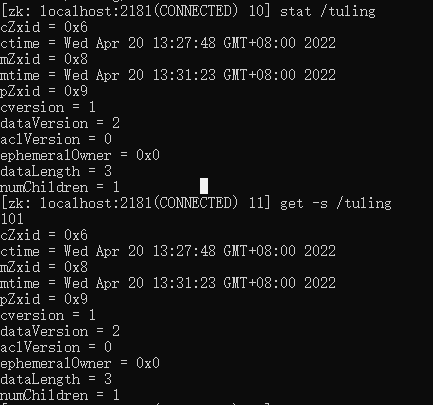 [zk: localhost:2181(CONNECTED) 10] stat /tuling
cZxid = 0x6
ctime = Wed Apr 20 13:27:48 GMT+08:00 2022
mZxid = 0x8
mtime = Wed Apr 20 13:31:23 GMT+08:00 2022
pZxid = 0x9
cversion = 1
dataVersion = 2
aclVersion = 0
ephemeralOwner = 0x0
dataLength = 3
numChildren = 1
[zk: localhost:2181(CONNECTED) 11] get -s /tuling
101
cZxid = 0x6
ctime = Wed Apr 20 13:27:48 GMT+08:00 2022
mZxid = 0x8
mtime = Wed Apr 20 13:31:23 GMT+08:00 2022
pZxid = 0x9
cversion = 1
dataVersion = 2
aclVersion = 0
ephemeralOwner = 0x0
dataLength = 3
numChildren = 1